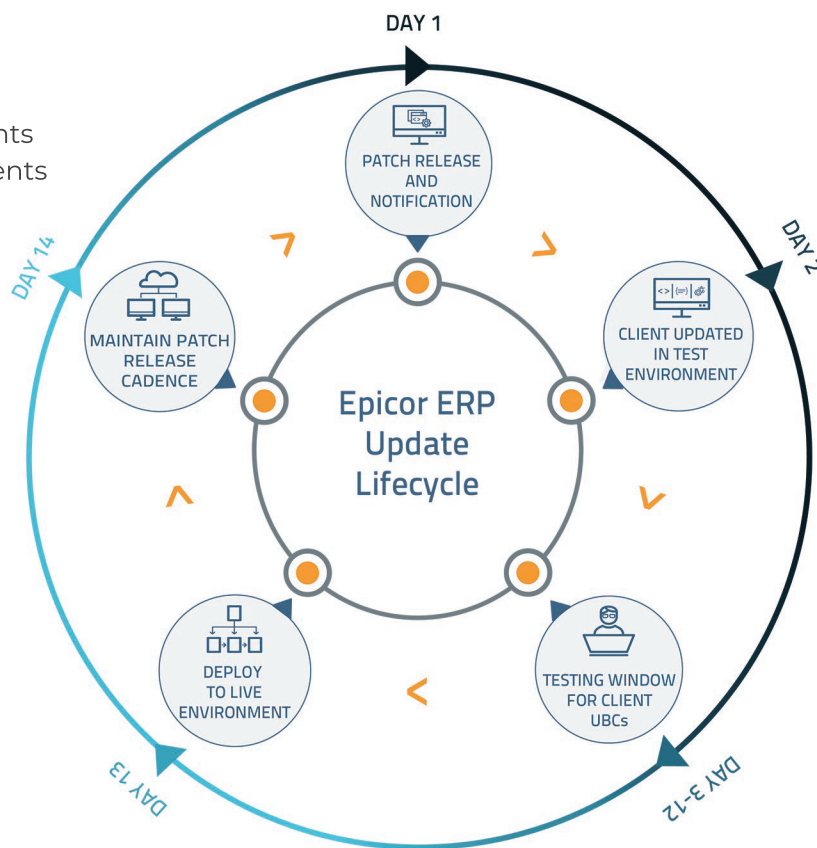 DAY 1
nts
ents
PATCH RELEASE
AND
NOTIFICATION
DAY 2
< > | {=} |
CLIENT UPDATED
IN TEST
ENVIRONMENT
DAY 14
MAINTAIN PATCH
RELEASE
CADENCE
Epicor ERP
Update
Lifecycle
DEPLOY
TO LIVE
ENVIRONMENT
TESTING WINDOW
FOR CLIENT
UBCs
DAY 13
DAY 3-12